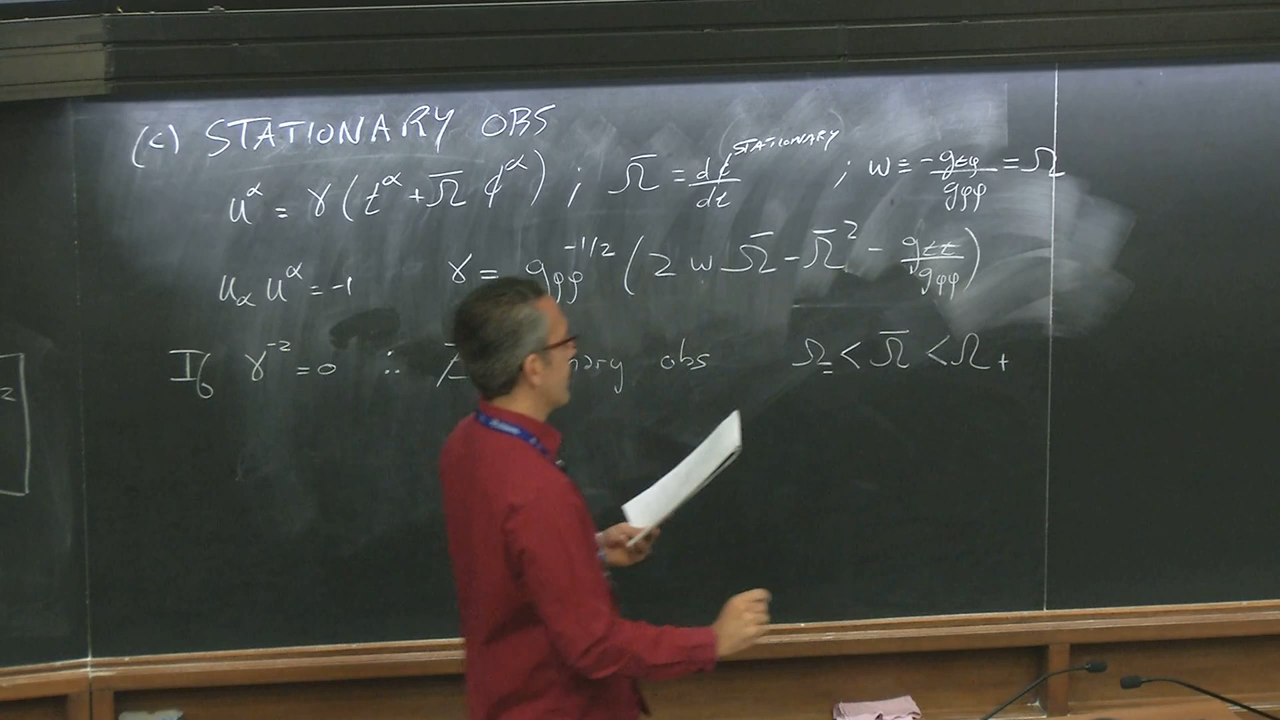 (c) STATIONARY OBS
u^α = γ(t^α + Ω̄ ϕ^α) ; Ω̄ = dϕ/dt (STATIONARY) ; w ≡ -g_tφ/g_φφ = Ω
u_α u^α = -1 γ = g_φφ^{-1/2} (2 w Ω̄ - Ω̄² - g_tt/g_φφ)
If γ^{-2} = 0 ∴ obs Ω_- < Ω̄ < Ω_+
2